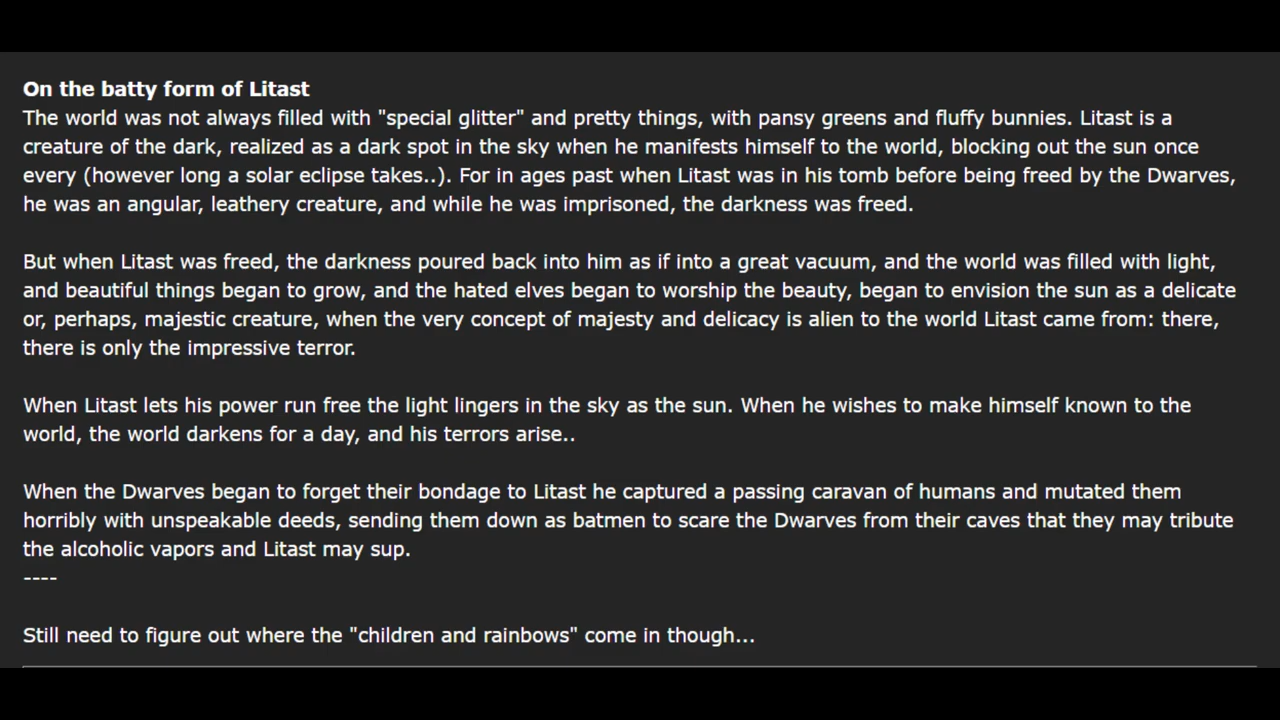 On the batty form of Litast
The world was not always filled with "special glitter" and pretty things, with pansy greens and fluffy bunnies. Litast is a
creature of the dark, realized as a dark spot in the sky when he manifests himself to the world, blocking out the sun once
every (however long a solar eclipse takes..). For in ages past when Litast was in his tomb before being freed by the Dwarves,
he was an angular, leathery creature, and while he was imprisoned, the darkness was freed.
But when Litast was freed, the darkness poured back into him as if into a great vacuum, and the world was filled with light,
and beautiful things began to grow, and the hated elves began to worship the beauty, began to envision the sun as a delicate
or, perhaps, majestic creature, when the very concept of majesty and delicacy is alien to the world Litast came from: there,
there is only the impressive terror.
When Litast lets his power run free the light lingers in the sky as the sun. When he wishes to make himself known to the
world, the world darkens for a day, and his terrors arise..
When the Dwarves began to forget their bondage to Litast he captured a passing caravan of humans and mutated them
horribly with unspeakable deeds, sending them down as batmen to scare the Dwarves from their caves that they may tribute
the alcoholic vapors and Litast may sup.
----
Still need to figure out where the "children and rainbows" come in though...